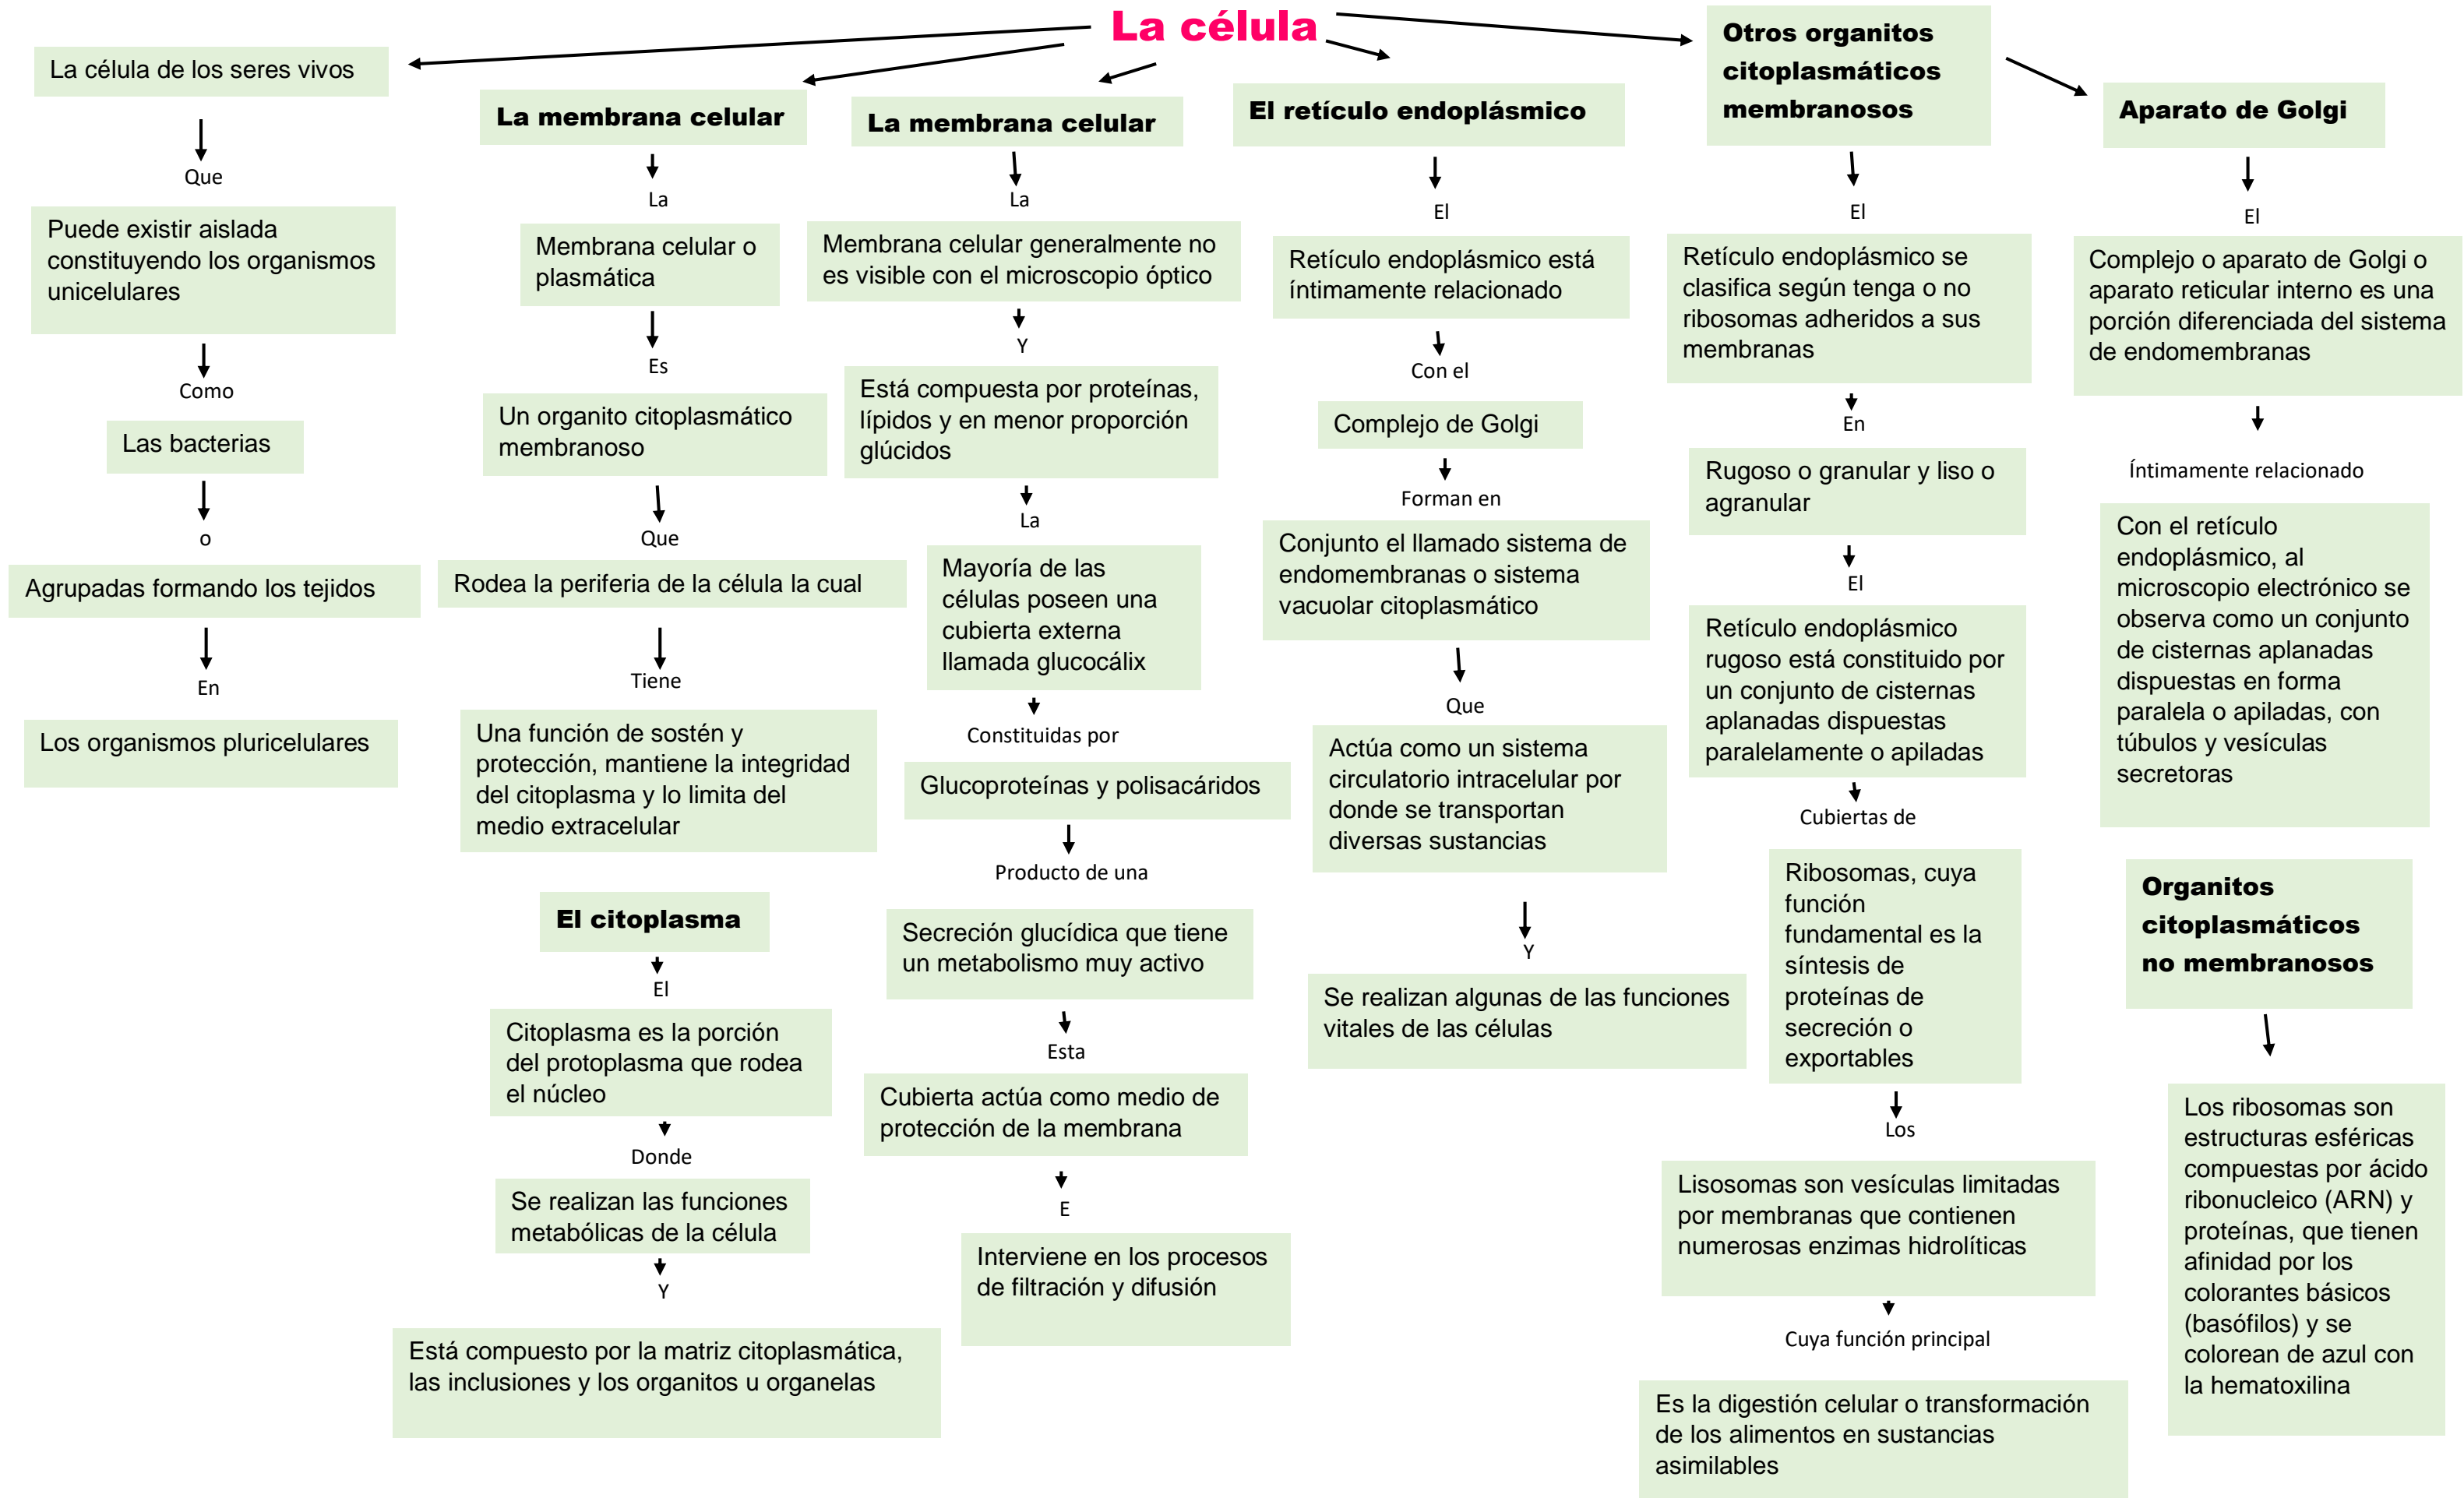 La célula
La célula de los seres vivos
Que
Puede existir aislada
constituyendo los organismos
unicelulares
Como
Las bacterias
o
Agrupadas formando los tejidos
En
Los organismos pluricelulares
La membrana celular
La
Membrana celular o
plasmática
Es
Un organito citoplasmático
membranoso
Que
Rodea la periferia de la célula la cual
Tiene
Una función de sostén y
protección, mantiene la integridad
del citoplasma y lo limita del
medio extracelular
El citoplasma
El
Citoplasma es la porción
del protoplasma que rodea
el núcleo
Donde
Se realizan las funciones
metabólicas de la célula
Y
Está compuesto por la matriz citoplasmática,
las inclusiones y los organitos u organelas
La membrana celular
La
Membrana celular generalmente no
es visible con el microscopio óptico
Y
Está compuesta por proteínas,
lípidos y en menor proporción
glúcidos
La
Mayoría de las
células poseen una
cubierta externa
llamada glucocálix
Constituidas por
Glucoproteínas y polisacáridos
Producto de una
Secreción glucídica que tiene
un metabolismo muy activo
Esta
Cubierta actúa como medio de
protección de la membrana
E
Interviene en los procesos
de filtración y difusión
El retículo endoplásmico
El
Retículo endoplásmico está
íntimamente relacionado
Con el
Complejo de Golgi
Forman en
Conjunto el llamado sistema de
endomembranas o sistema
vacuolar citoplasmático
Que
Actúa como un sistema
circulatorio intracelular por
donde se transportan
diversas sustancias
Y
Se realizan algunas de las funciones
vitales de las células
Otros organitos
citoplasmáticos
membranosos
El
Retículo endoplásmico se
clasifica según tenga o no
ribosomas adheridos a sus
membranas
En
Rugoso o granular y liso o
agranular
El
Retículo endoplásmico
rugoso está constituido por
un conjunto de cisternas
aplanadas dispuestas
paralelamente o apiladas
Cubiertas de
Ribosomas, cuya
función
fundamental es la
síntesis de
proteínas de
secreción o
exportables
Los
Lisosomas son vesículas limitadas
por membranas que contienen
numerosas enzimas hidrolíticas
Cuya función principal
Es la digestión celular o transformación
de los alimentos en sustancias
asimilables
Aparato de Golgi
El
Complejo o aparato de Golgi o
aparato reticular interno es una
porción diferenciada del sistema
de endomembranas
Íntimamente relacionado
Con el retículo
endoplásmico, al
microscopio electrónico se
observa como un conjunto
de cisternas aplanadas
dispuestas en forma
paralela o apiladas, con
túbulos y vesículas
secretoras
Organitos
citoplasmáticos
no membranosos
Los ribosomas son
estructuras esféricas
compuestas por ácido
ribonucleico (ARN) y
proteínas, que tienen
afinidad por los
colorantes básicos
(basófilos) y se
colorean de azul con
la hematoxilina